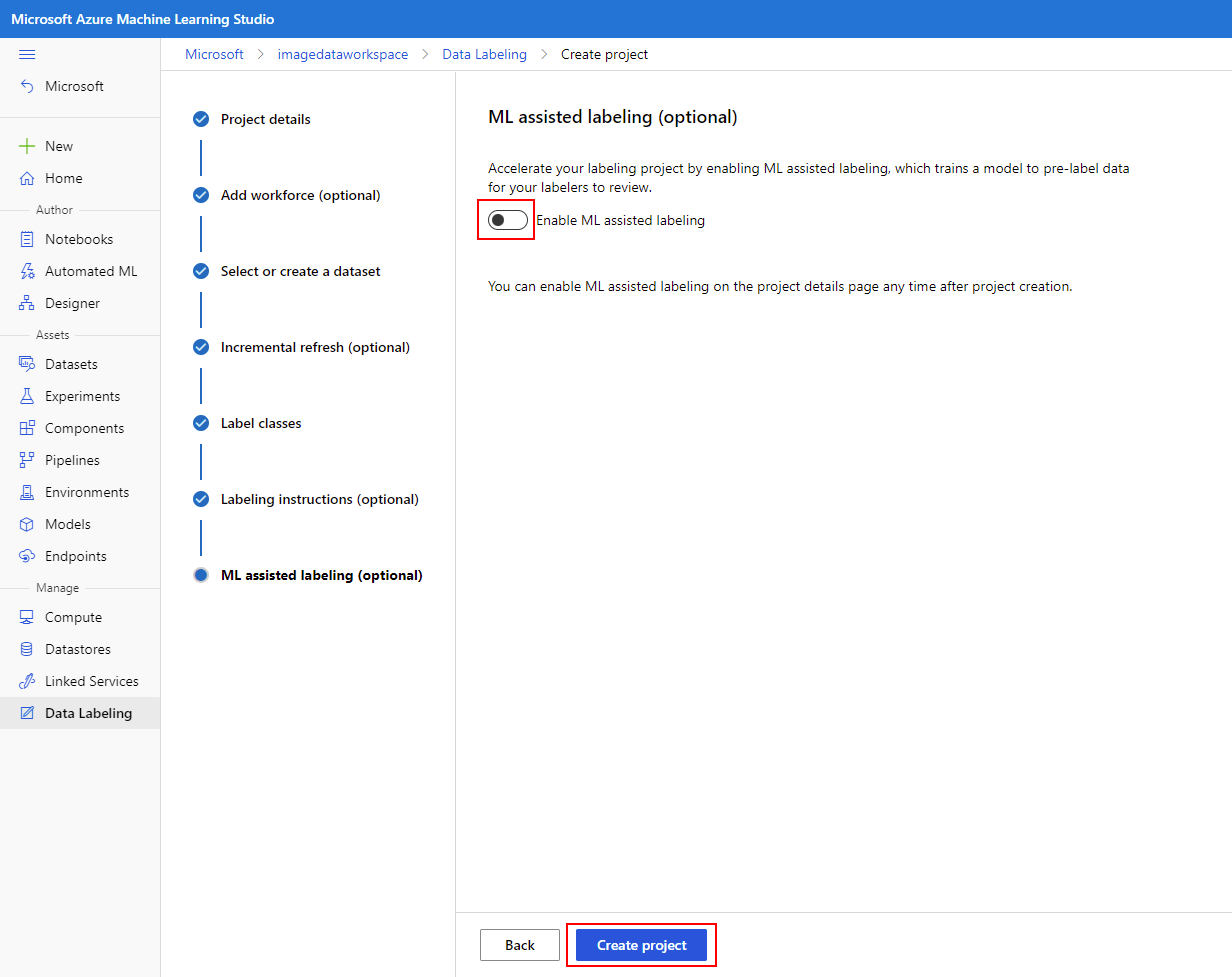 Microsoft Azure Machine Learning Studio
Microsoft > imagedataworkspace > Data Labeling > Create project
Microsoft
New
Home
Author
Notebooks
Automated ML
Designer
Assets
Datasets
Experiments
Components
Pipelines
Environments
Models
Endpoints
Manage
Compute
Datastores
Linked Services
Data Labeling
Project details
Add workforce (optional)
Select or create a dataset
Incremental refresh (optional)
Label classes
Labeling instructions (optional)
ML assisted labeling (optional)
ML assisted labeling (optional)
Accelerate your labeling project by enabling ML assisted labeling, which trains a model to pre-label data
for your labelers to review.
Enable ML assisted labeling
You can enable ML assisted labeling on the project details page any time after project creation.
Back
Create project